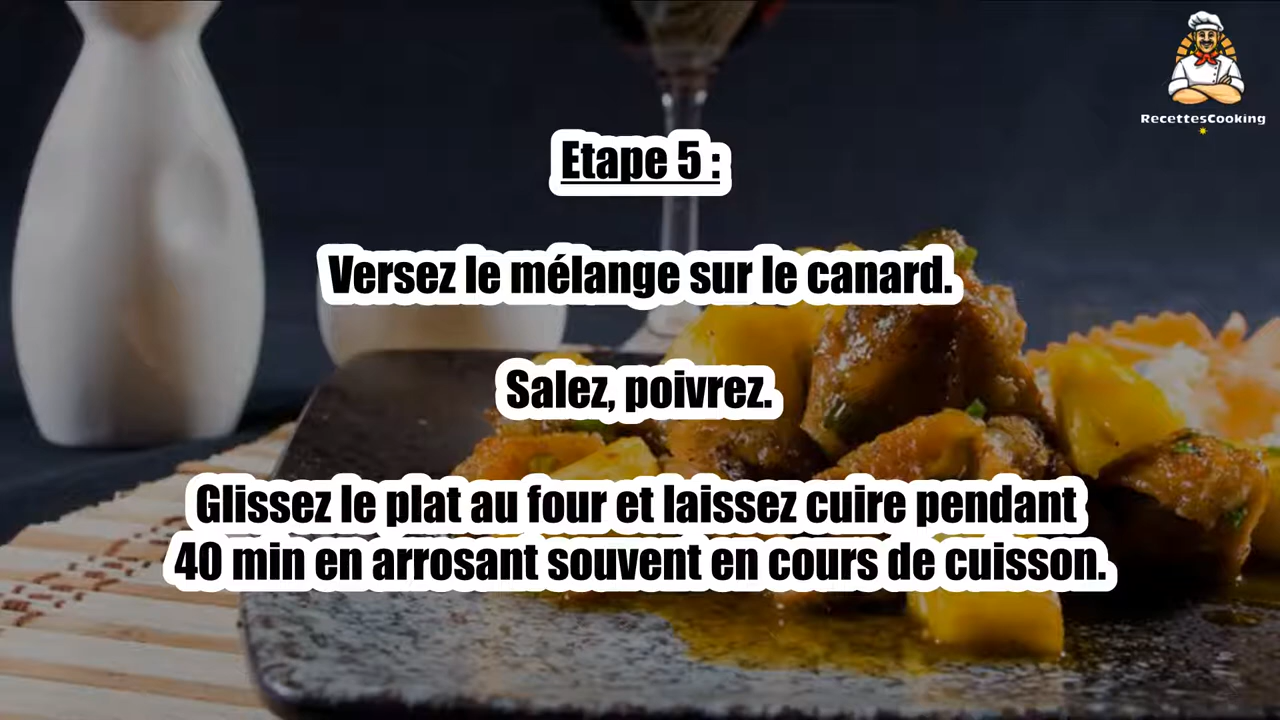 RecettesCooking
Etape 5 :
Versez le mélange sur le canard.
Salez, poivrez.
Glissez le plat au four et laissez cuire pendant
40 min en arrosant souvent en cours de cuisson.